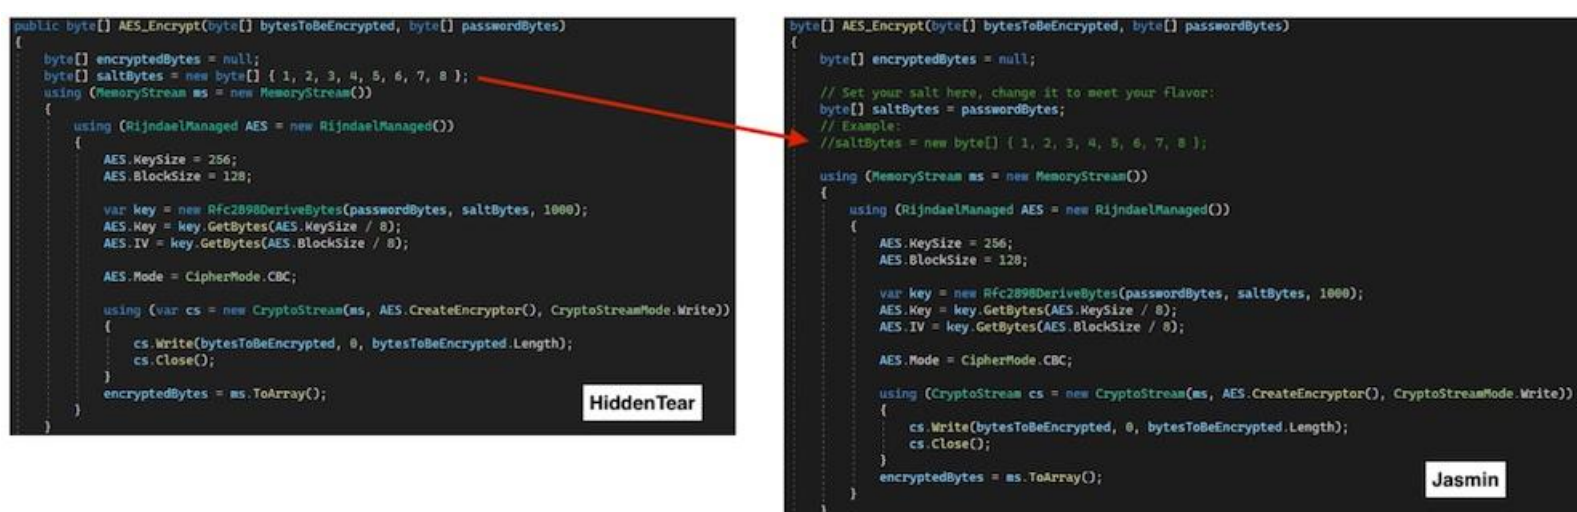 public byte[] AES_Encrypt(byte[] bytesToBeEncrypted, byte[] passwordBytes)
{
byte[] encryptedBytes = null;
byte[] saltBytes = new byte[] { 1, 2, 3, 4, 5, 6, 7, 8 };
using (MemoryStream ms = new MemoryStream())
{
using (RijndaelManaged AES = new RijndaelManaged())
{
AES.KeySize = 256;
AES.BlockSize = 128;
var key = new Rfc2898DeriveBytes(passwordBytes, saltBytes, 1000);
AES.Key = key.GetBytes(AES.KeySize / 8);
AES.IV = key.GetBytes(AES.BlockSize / 8);
AES.Mode = CipherMode.CBC;
using (var cs = new CryptoStream(ms, AES.CreateEncryptor(), CryptoStreamMode.Write))
{
cs.Write(bytesToBeEncrypted, 0, bytesToBeEncrypted.Length);
cs.Close();
}
encryptedBytes = ms.ToArray();
}
}
HiddenTear
byte[] AES_Encrypt(byte[] bytesToBeEncrypted, byte[] passwordBytes)
{
byte[] encryptedBytes = null;
// Set your salt here, change it to meet your flavor:
byte[] saltBytes = passwordBytes;
// Example:
//saltBytes = new byte[] { 1, 2, 3, 4, 5, 6, 7, 8 };
using (MemoryStream ms = new MemoryStream())
{
using (RijndaelManaged AES = new RijndaelManaged())
{
AES.KeySize = 256;
AES.BlockSize = 128;
var key = new Rfc2898DeriveBytes(passwordBytes, saltBytes, 1000);
AES.Key = key.GetBytes(AES.KeySize / 8);
AES.IV = key.GetBytes(AES.BlockSize / 8);
AES.Mode = CipherMode.CBC;
using (CryptoStream cs = new CryptoStream(ms, AES.CreateEncryptor(), CryptoStreamMode.Write))
{
cs.Write(bytesToBeEncrypted, 0, bytesToBeEncrypted.Length);
cs.Close();
}
encryptedBytes = ms.ToArray();
}
}
Jasmin